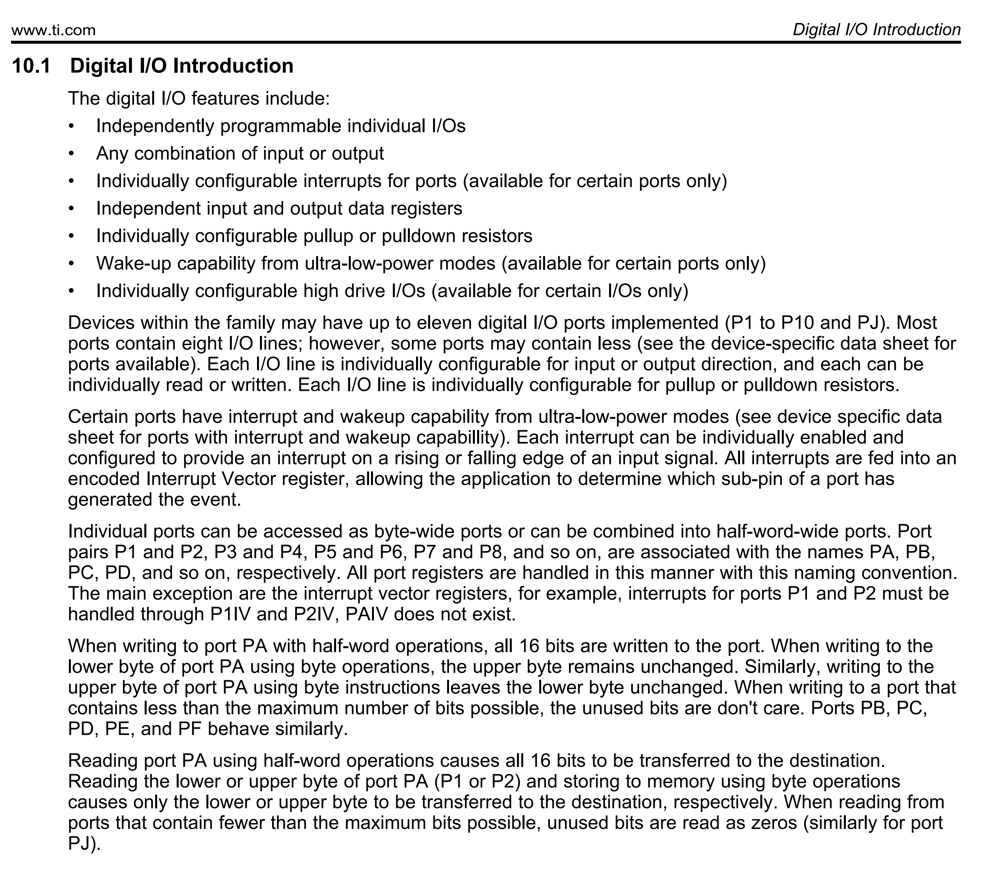 www.ti.com
Digital I/O Introduction
10.1 Digital I/O Introduction
The digital I/O features include:
• Independently programmable individual I/Os
• Any combination of input or output
• Individually configurable interrupts for ports (available for certain ports only)
• Independent input and output data registers
• Individually configurable pullup or pulldown resistors
• Wake-up capability from ultra-low-power modes (available for certain ports only)
• Individually configurable high drive I/Os (available for certain I/Os only)
Devices within the family may have up to eleven digital I/O ports implemented (P1 to P10 and PJ). Most
ports contain eight I/O lines; however, some ports may contain less (see the device-specific data sheet for
ports available). Each I/O line is individually configurable for input or output direction, and each can be
individually read or written. Each I/O line is individually configurable for pullup or pulldown resistors.
Certain ports have interrupt and wakeup capability from ultra-low-power modes (see device specific data
sheet for ports with interrupt and wakeup capabillity). Each interrupt can be individually enabled and
configured to provide an interrupt on a rising or falling edge of an input signal. All interrupts are fed into an
encoded Interrupt Vector register, allowing the application to determine which sub-pin of a port has
generated the event.
Individual ports can be accessed as byte-wide ports or can be combined into half-word-wide ports. Port
pairs P1 and P2, P3 and P4, P5 and P6, P7 and P8, and so on, are associated with the names PA, PB,
PC, PD, and so on, respectively. All port registers are handled in this manner with this naming convention.
The main exception are the interrupt vector registers, for example, interrupts for ports P1 and P2 must be
handled through P1IV and P2IV, PAIV does not exist.
When writing to port PA with half-word operations, all 16 bits are written to the port. When writing to the
lower byte of port PA using byte operations, the upper byte remains unchanged. Similarly, writing to the
upper byte of port PA using byte instructions leaves the lower byte unchanged. When writing to a port that
contains less than the maximum number of bits possible, the unused bits are don't care. Ports PB, PC,
PD, PE, and PF behave similarly.
Reading port PA using half-word operations causes all 16 bits to be transferred to the destination.
Reading the lower or upper byte of port PA (P1 or P2) and storing to memory using byte operations
causes only the lower or upper byte to be transferred to the destination, respectively. When reading from
ports that contain fewer than the maximum bits possible, unused bits are read as zeros (similarly for port
PJ).